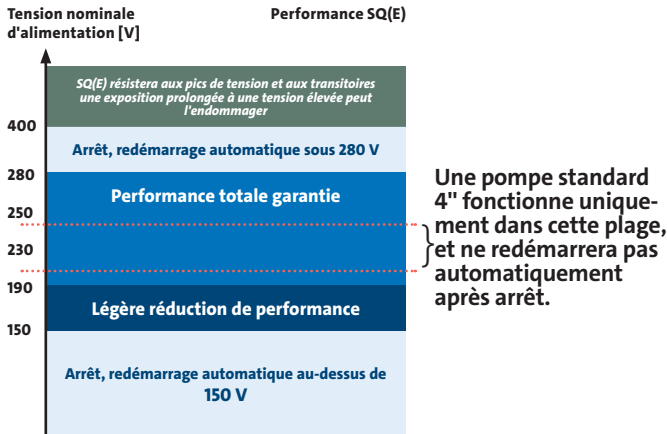 Tension nominale
d'alimentation [V]
Performance SQ(E)
SQ(E) résistera aux pics de tension et aux transitoires
une exposition prolongée à une tension élevée peut
l'endommager
400
Arrêt, redémarrage automatique sous 280 V
280
Performance totale garantie
250
230
190
Légère réduction de performance
150
Arrêt, redémarrage automatique au-dessus de
150 V
Une pompe standard
4" fonctionne unique-
ment dans cette plage,
et ne redémarrera pas
automatiquement
après arrêt.